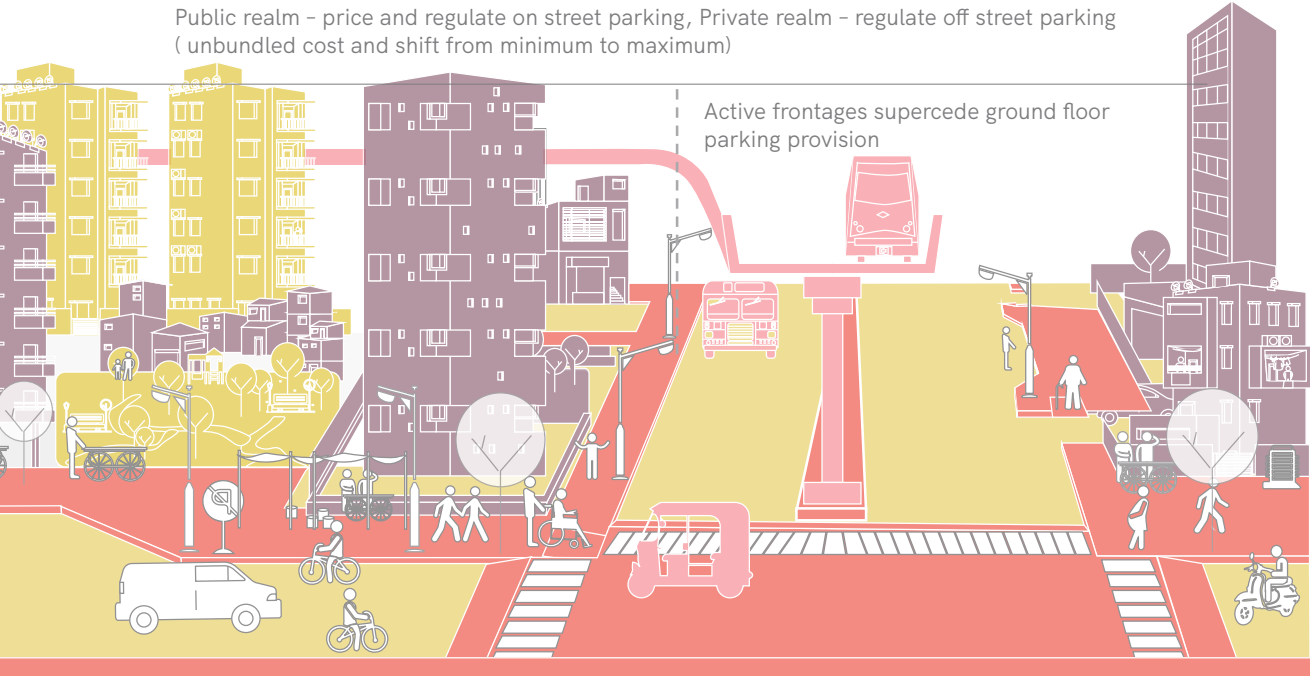 Public realm – price and regulate on street parking, Private realm – regulate off street parking
( unbundled cost and shift from minimum to maximum)
Active frontages supercede ground floor
parking provision